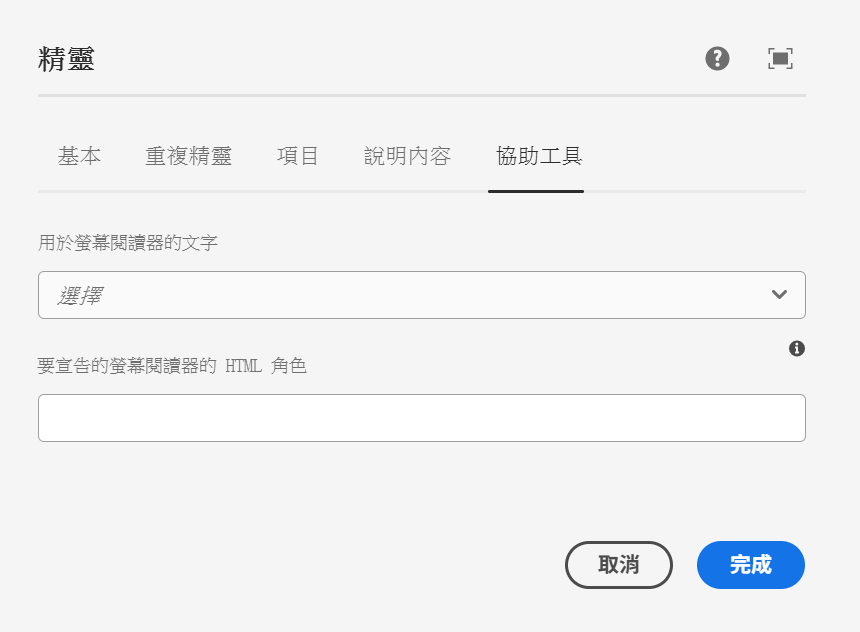 精靈
基本 重複精靈 項目 說明內容 協助工具
用於螢幕閱讀器的文字
選擇
要宣告的螢幕閱讀器的 HTML 角色
取消 完成